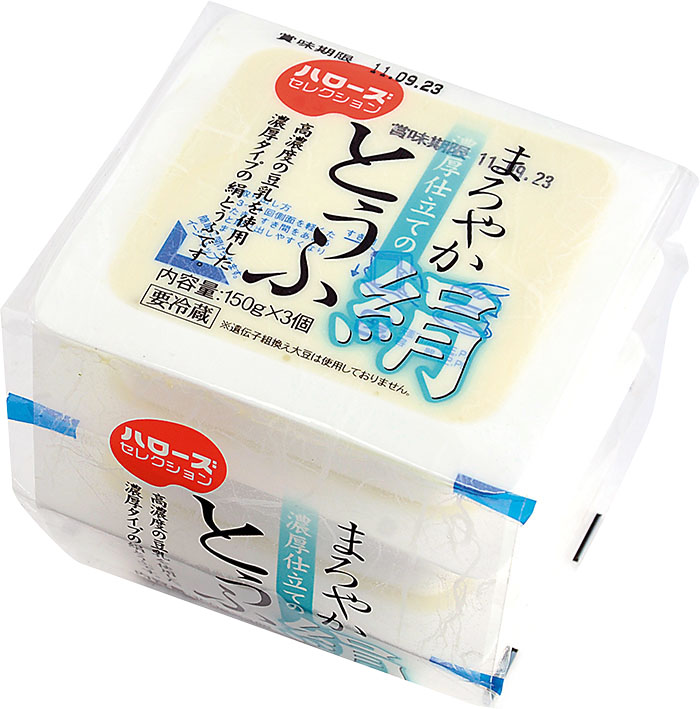 賞味期限
11.09.23
ハローズ
セレクション
賞味期限
11.09.23
まろやか
濃厚仕立ての
絹
とうふ
高濃度の豆乳を使用した
濃厚タイプの絹とうふです。
内容量:150g×3個
要冷蔵
※遺伝子組換え大豆は使用しておりません。
ハローズ
セレクション
まろやか
濃厚仕立ての
絹
とうふ
高濃度の豆乳
濃厚タイプの